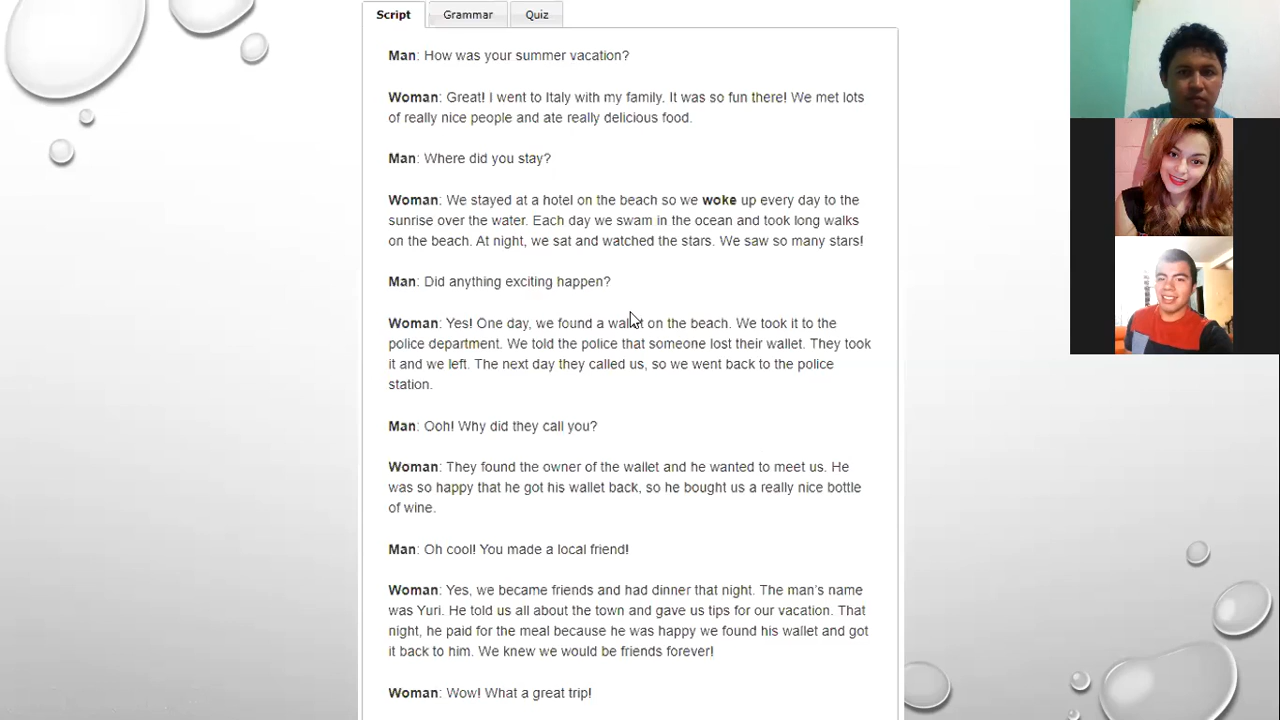 Script Grammar Quiz
Man: How was your summer vacation?
Woman: Great! I went to Italy with my family. It was so fun there! We met lots
of really nice people and ate really delicious food.
Man: Where did you stay?
Woman: We stayed at a hotel on the beach so we woke up every day to the
sunrise over the water. Each day we swam in the ocean and took long walks
on the beach. At night, we sat and watched the stars. We saw so many stars!
Man: Did anything exciting happen?
Woman: Yes! One day, we found a wallet on the beach. We took it to the
police department. We told the police that someone lost their wallet. They took
it and we left. The next day they called us, so we went back to the police
station.
Man: Ooh! Why did they call you?
Woman: They found the owner of the wallet and he wanted to meet us. He
was so happy that he got his wallet back, so he bought us a really nice bottle
of wine.
Man: Oh cool! You made a local friend!
Woman: Yes, we became friends and had dinner that night. The man's name
was Yuri. He told us all about the town and gave us tips for our vacation. That
night, he paid for the meal because he was happy we found his wallet and got
it back to him. We knew we would be friends forever!
Woman: Wow! What a great trip!